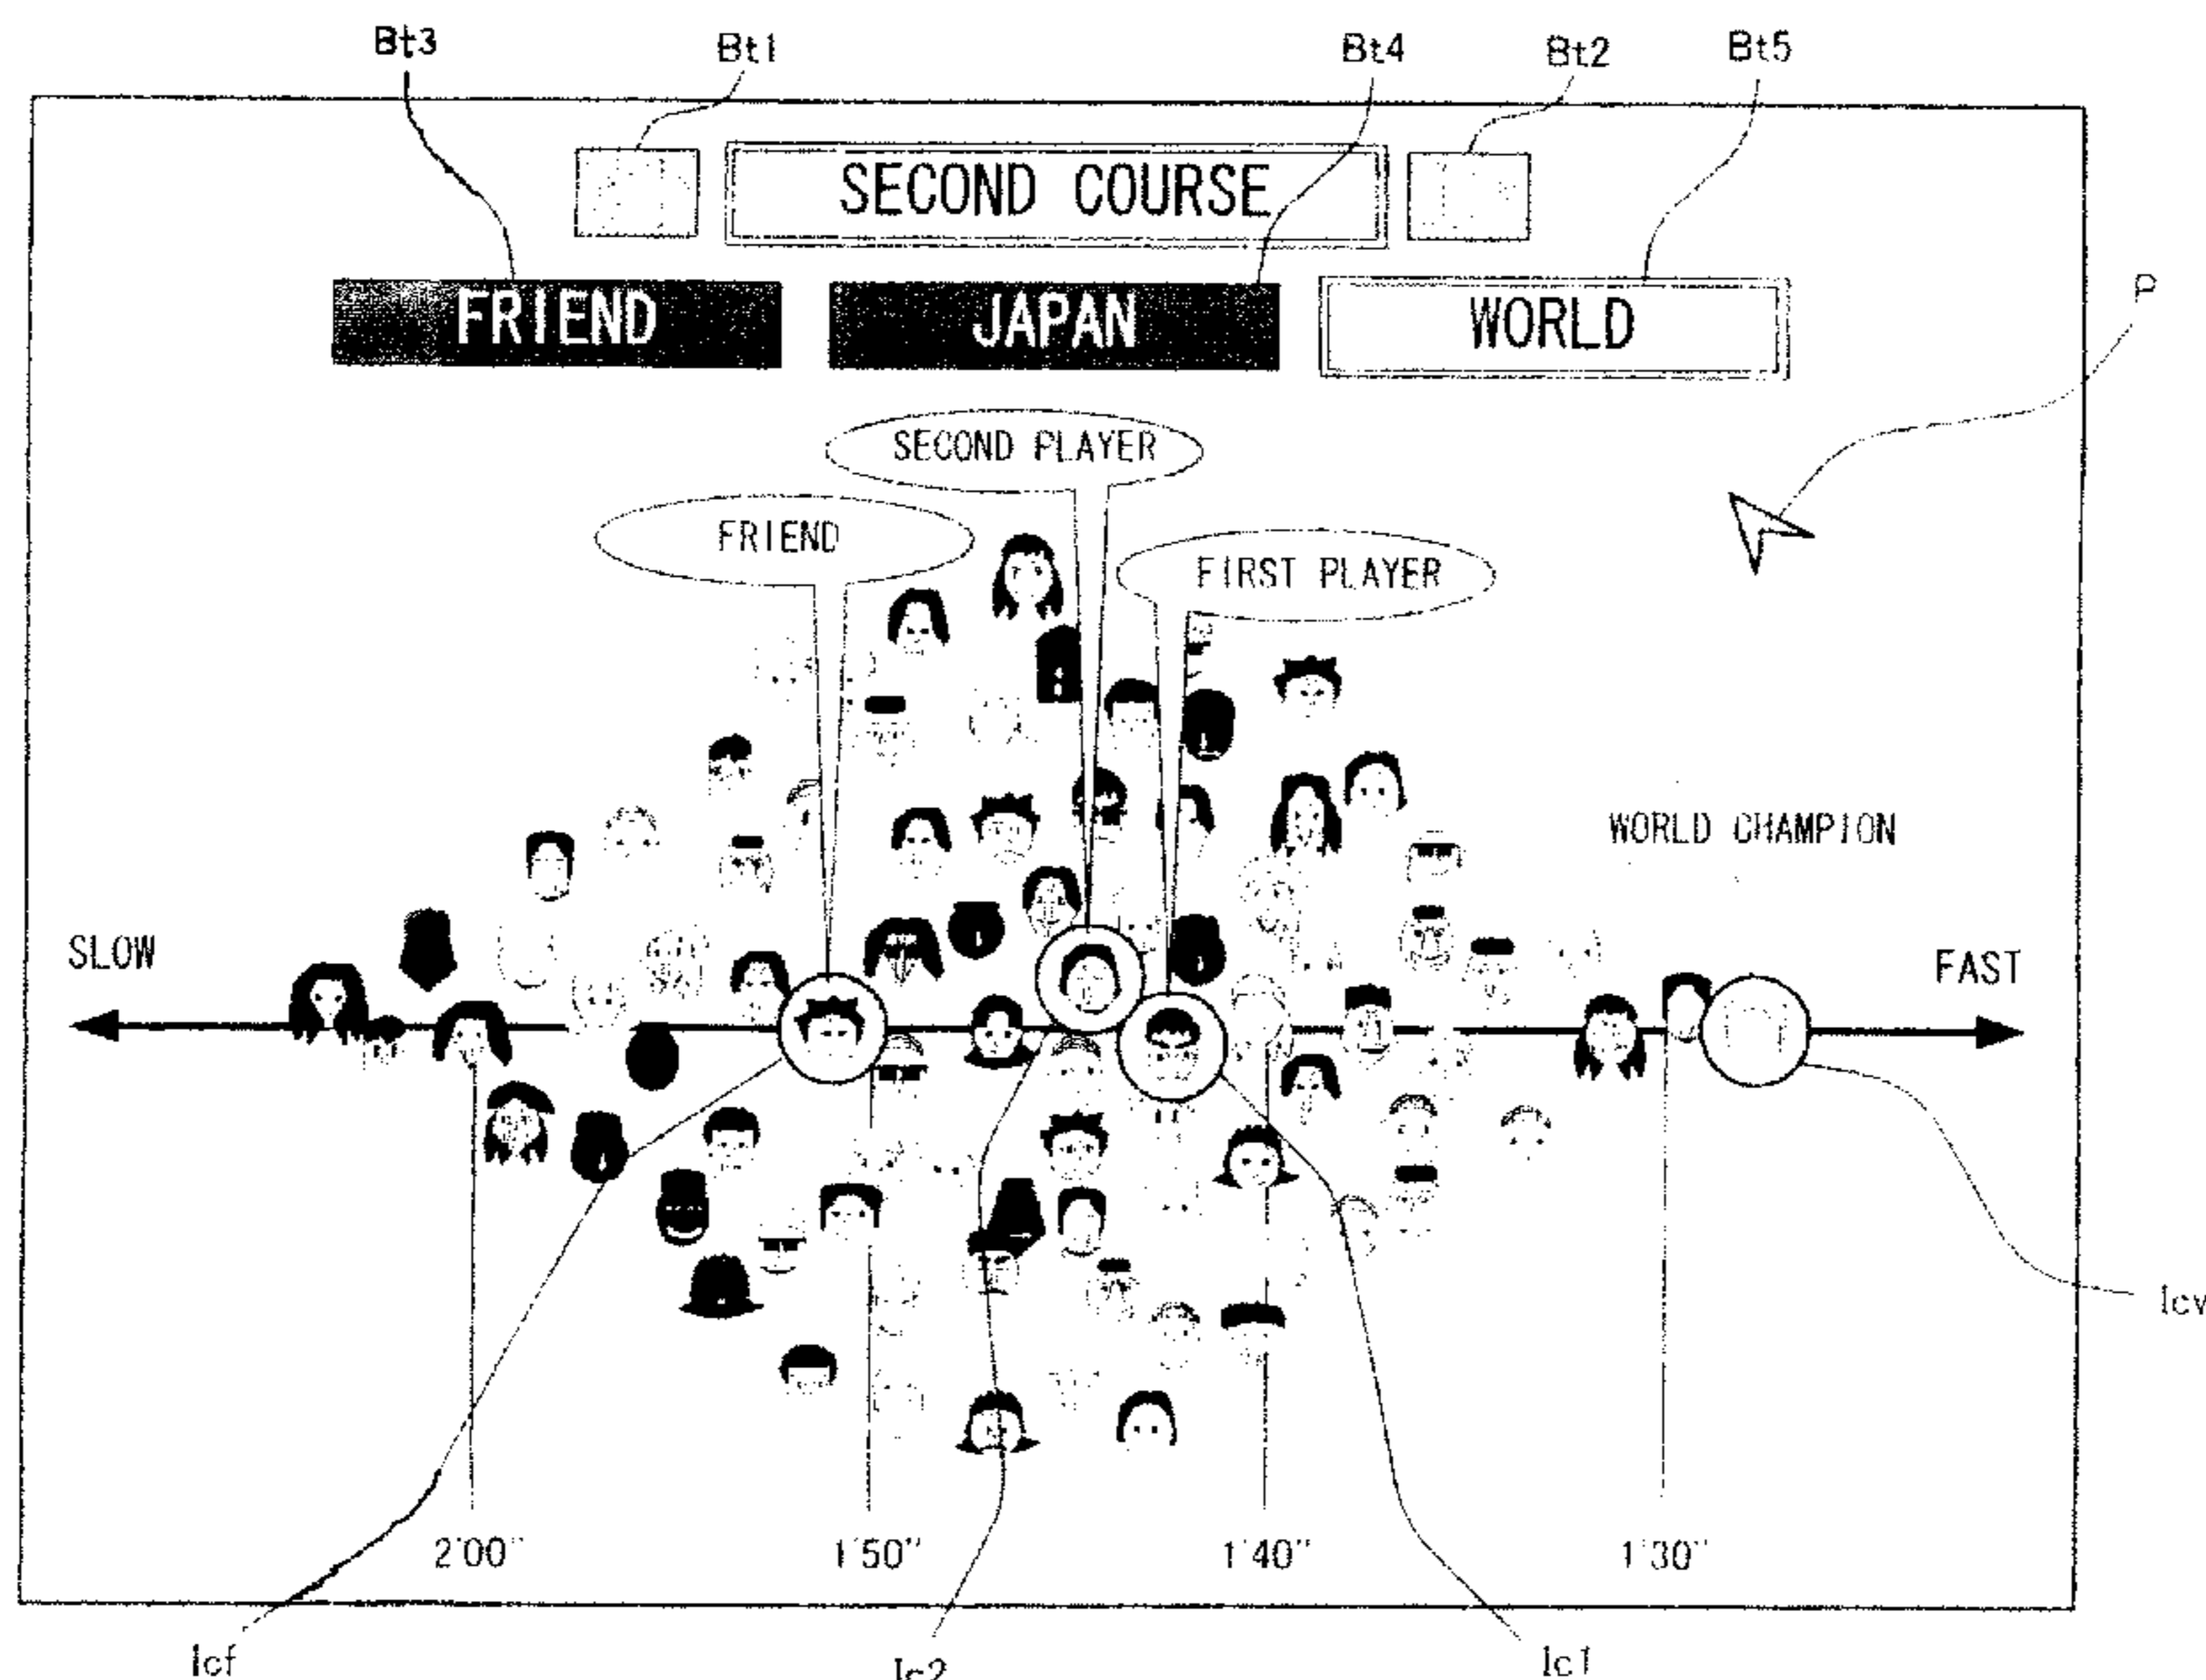 Bt3 Bt1 Bt4 Bt2 Bt5
SECOND COURSE
FRIEND JAPAN WORLD
P
SECOND PLAYER
FRIEND
FIRST PLAYER
WORLD CHAMPION
SLOW
FAST
2'00" 1'50" 1'40" 1'30"
Icf Ic2 Ic1